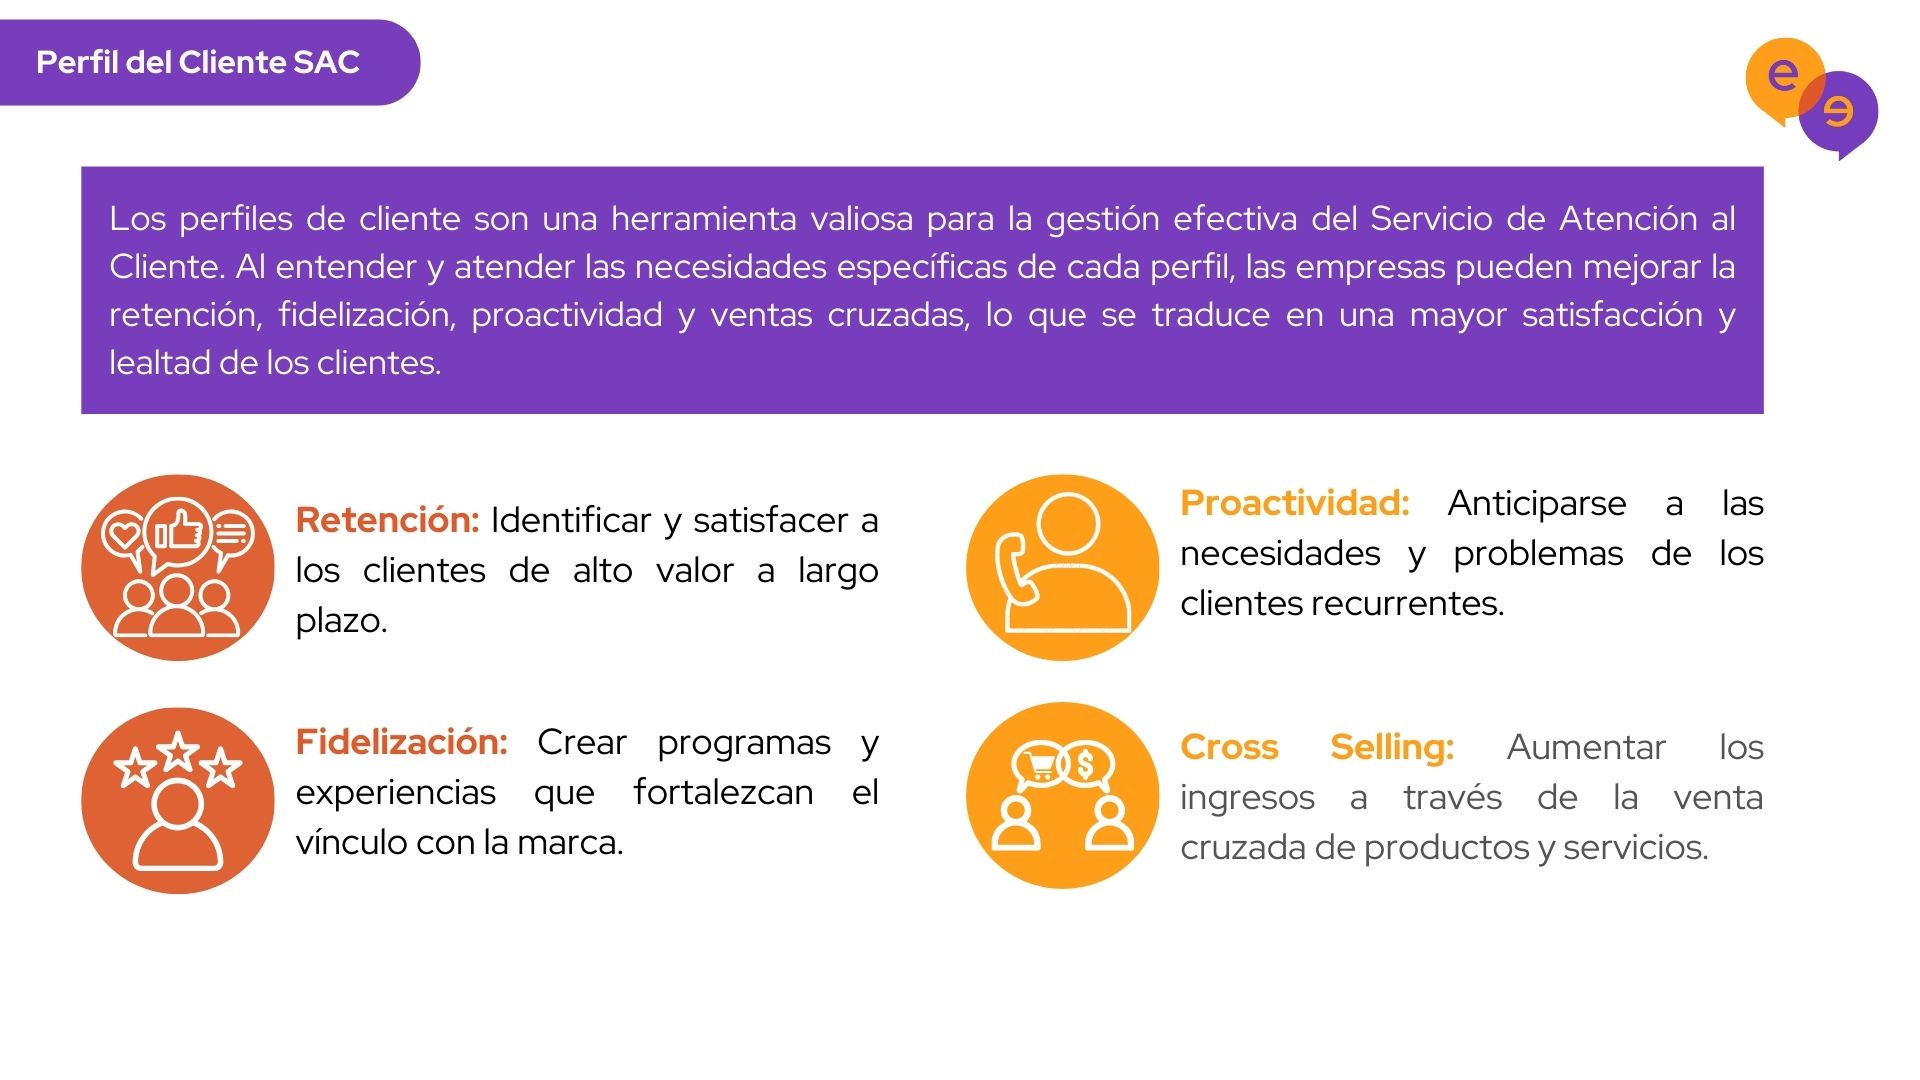 Perfil del Cliente SAC
e
e
Los perfiles de cliente son una herramienta valiosa para la gestión efectiva del Servicio de Atención al
Cliente. Al entender y atender las necesidades específicas de cada perfil, las empresas pueden mejorar la
retención, fidelización, proactividad y ventas cruzadas, lo que se traduce en una mayor satisfacción y
lealtad de los clientes.
Retención: Identificar y satisfacer a
los clientes de alto valor a largo
plazo.
Fidelización: Crear programas y
experiencias que fortalezcan el
vínculo con la marca.
Proactividad: Anticiparse a las
necesidades y problemas de los
clientes recurrentes.
$
Cross Selling: Aumentar los
ingresos a través de la venta
cruzada de productos y servicios.